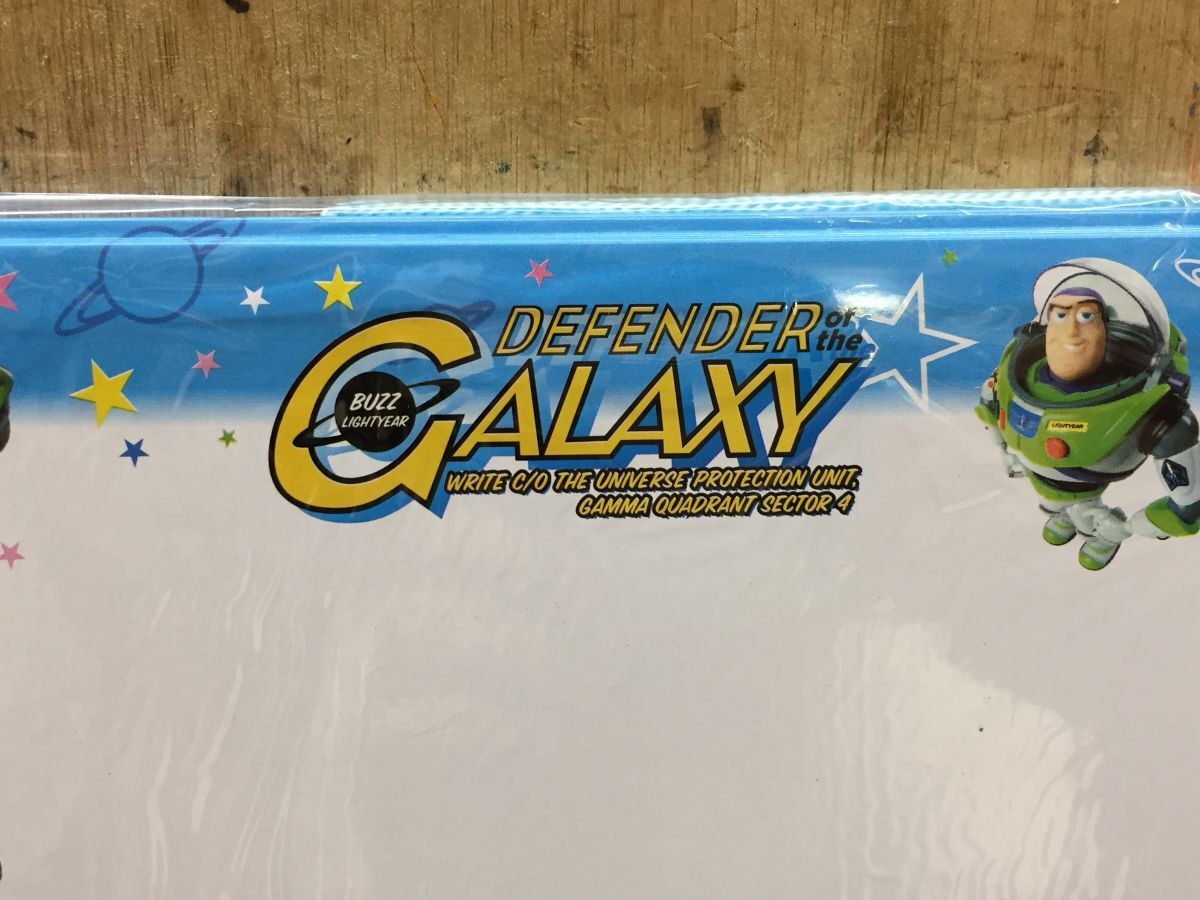 DEFENDER of the
GALAXY
BUZZ
LIGHTYEAR
WRITE C/O THE UNIVERSE PROTECTION UNIT,
GAMMA QUADRANT SECTOR 4
LIGHTYEAR